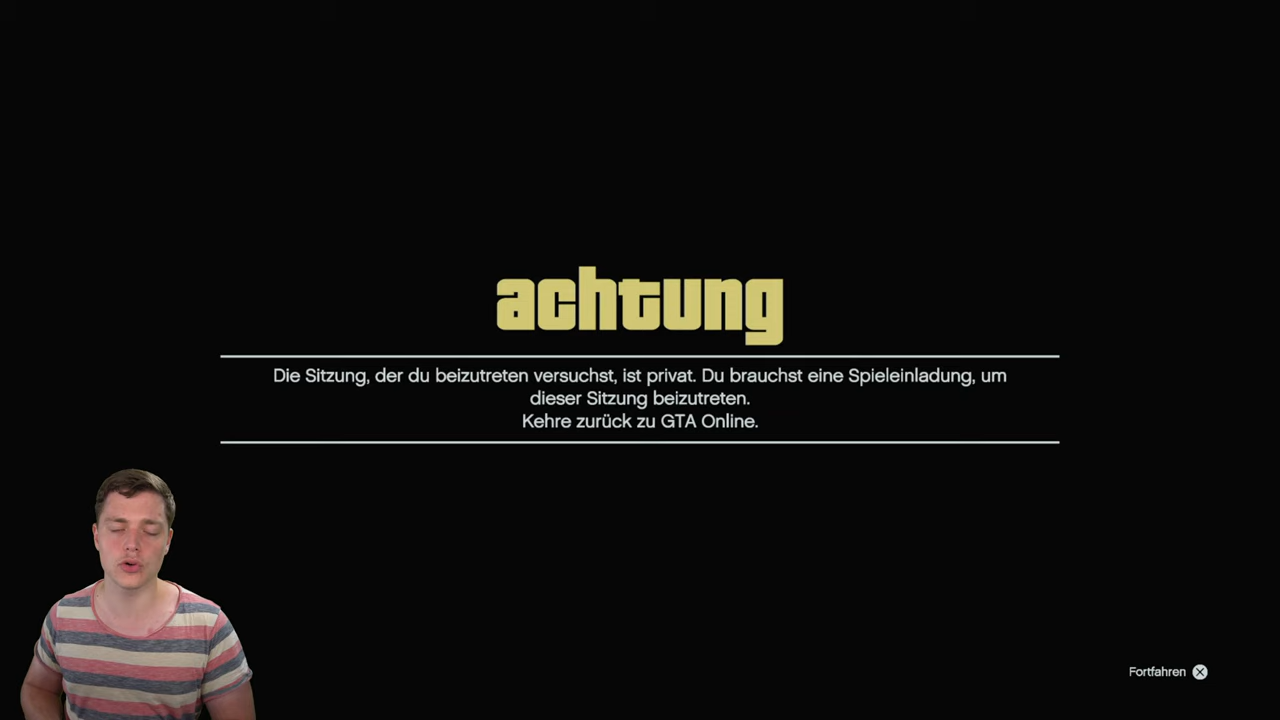 achtung
Die Sitzung, der du beizutreten versuchst, ist privat. Du brauchst eine Spieleinladung, um
dieser Sitzung beizutreten.
Kehre zurück zu GTA Online.
Fortfahren